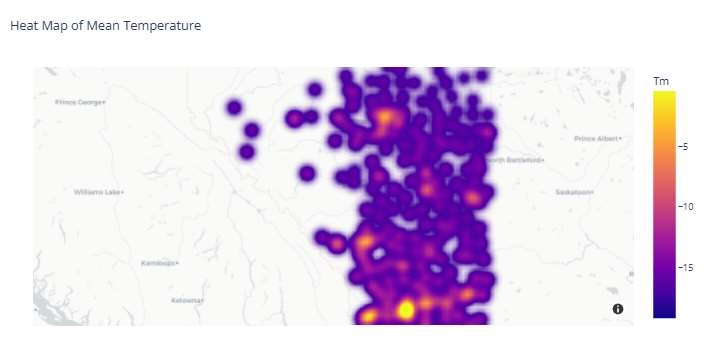 Heat Map of Mean Temperature
Tm
Prince George
Prince Albert
North Battleford
−5
Williams Lake
Saskatoon
−10
Kamloops
−15
Kelowna